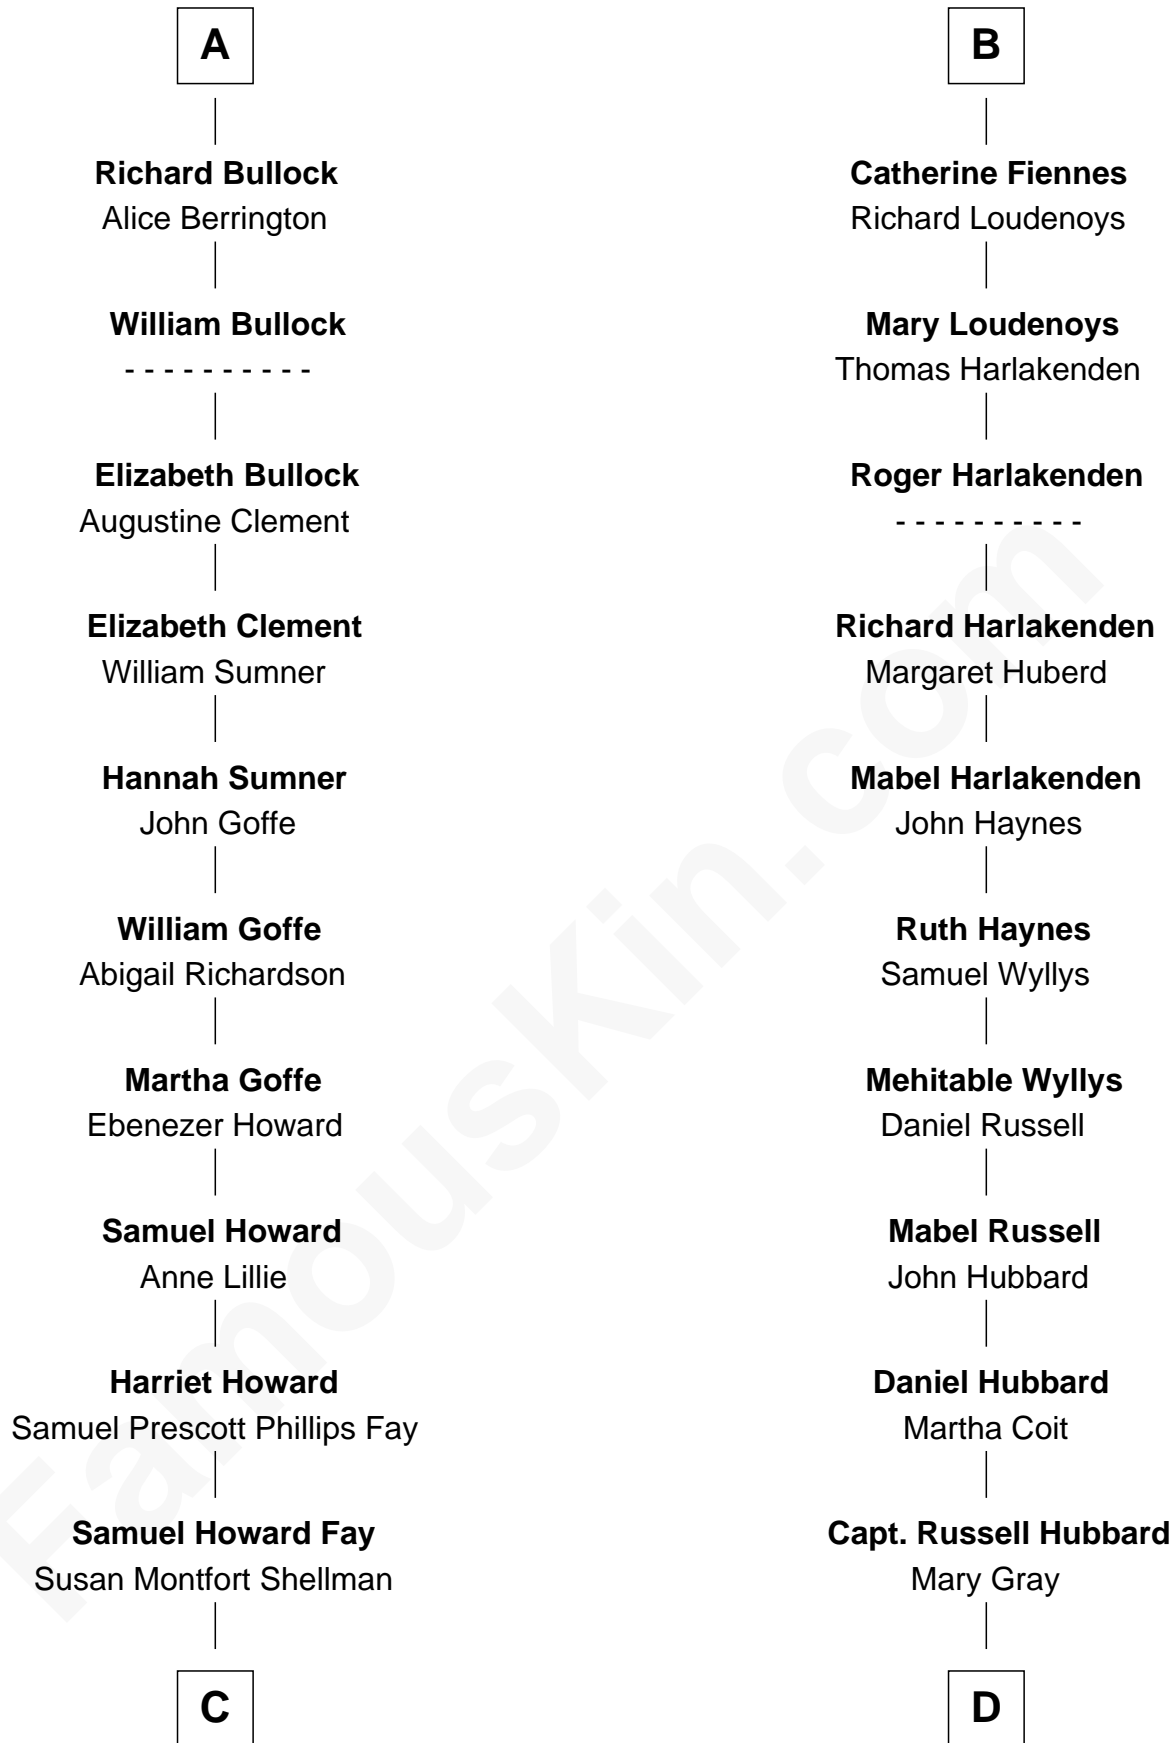 A
Richard Bullock
Alice Berrington
William Bullock
- - - - - - - - - -
Elizabeth Bullock
Augustine Clement
Elizabeth Clement
William Sumner
Hannah Sumner
John Goffe
William Goffe
Abigail Richardson
Martha Goffe
Ebenezer Howard
Samuel Howard
Anne Lillie
Harriet Howard
Samuel Prescott Phillips Fay
Samuel Howard Fay
Susan Montfort Shellman
C
B
Catherine Fiennes
Richard Loudenoys
Mary Loudenoys
Thomas Harlakenden
Roger Harlakenden
- - - - - - - - - -
Richard Harlakenden
Margaret Huberd
Mabel Harlakenden
John Haynes
Ruth Haynes
Samuel Wyllys
Mehitable Wyllys
Daniel Russell
Mabel Russell
John Hubbard
Daniel Hubbard
Martha Coit
Capt. Russell Hubbard
Mary Gray
D
FamousKin.com